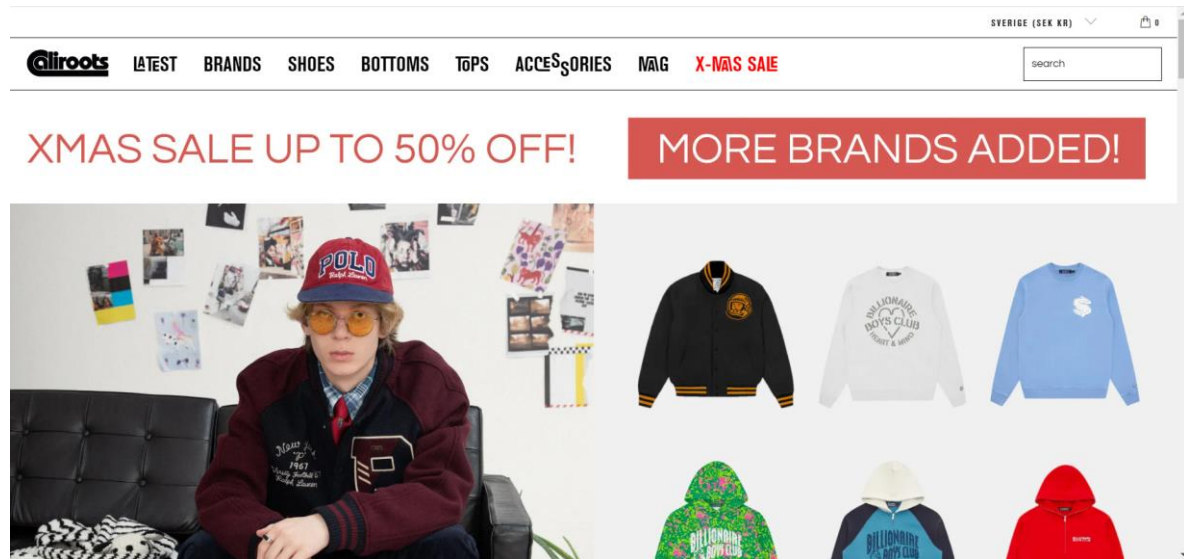 SVERIGE (SEK KR) 0
Caliroots LATEST BRANDS SHOES BOTTOMS TOPS ACCESSORIES MAG X-MAS SALE search
XMAS SALE UP TO 50% OFF! MORE BRANDS ADDED!
POLO
Ralph Lauren
New York
1967
Ralph Lauren
BILLIONAIRE
BOYS CLUB
HEART & MIND
$
BILLIONAIRE
BOYS CLUB
BILLIONAIRE
BOYS CLUB